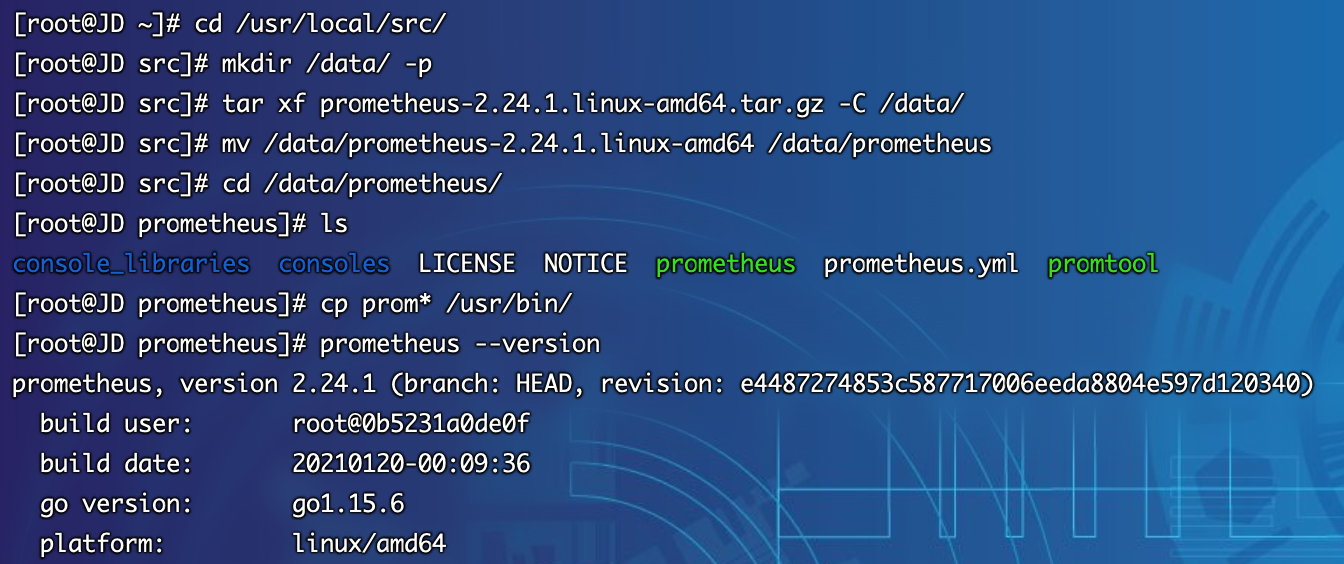 [root@JD ~]# cd /usr/local/src/
[root@JD src]# mkdir /data/ -p
[root@JD src]# tar xf prometheus-2.24.1.linux-amd64.tar.gz -C /data/
[root@JD src]# mv /data/prometheus-2.24.1.linux-amd64 /data/prometheus
[root@JD src]# cd /data/prometheus/
[root@JD prometheus]# ls
console_libraries  consoles  LICENSE  NOTICE  prometheus  prometheus.yml  promtool
[root@JD prometheus]# cp prom* /usr/bin/
[root@JD prometheus]# prometheus --version
prometheus, version 2.24.1 (branch: HEAD, revision: e4487274853c587717006eeda8804e597d120340)
  build user:       root@0b5231a0de0f
  build date:       20210120-00:09:36
  go version:       go1.15.6
  platform:         linux/amd64